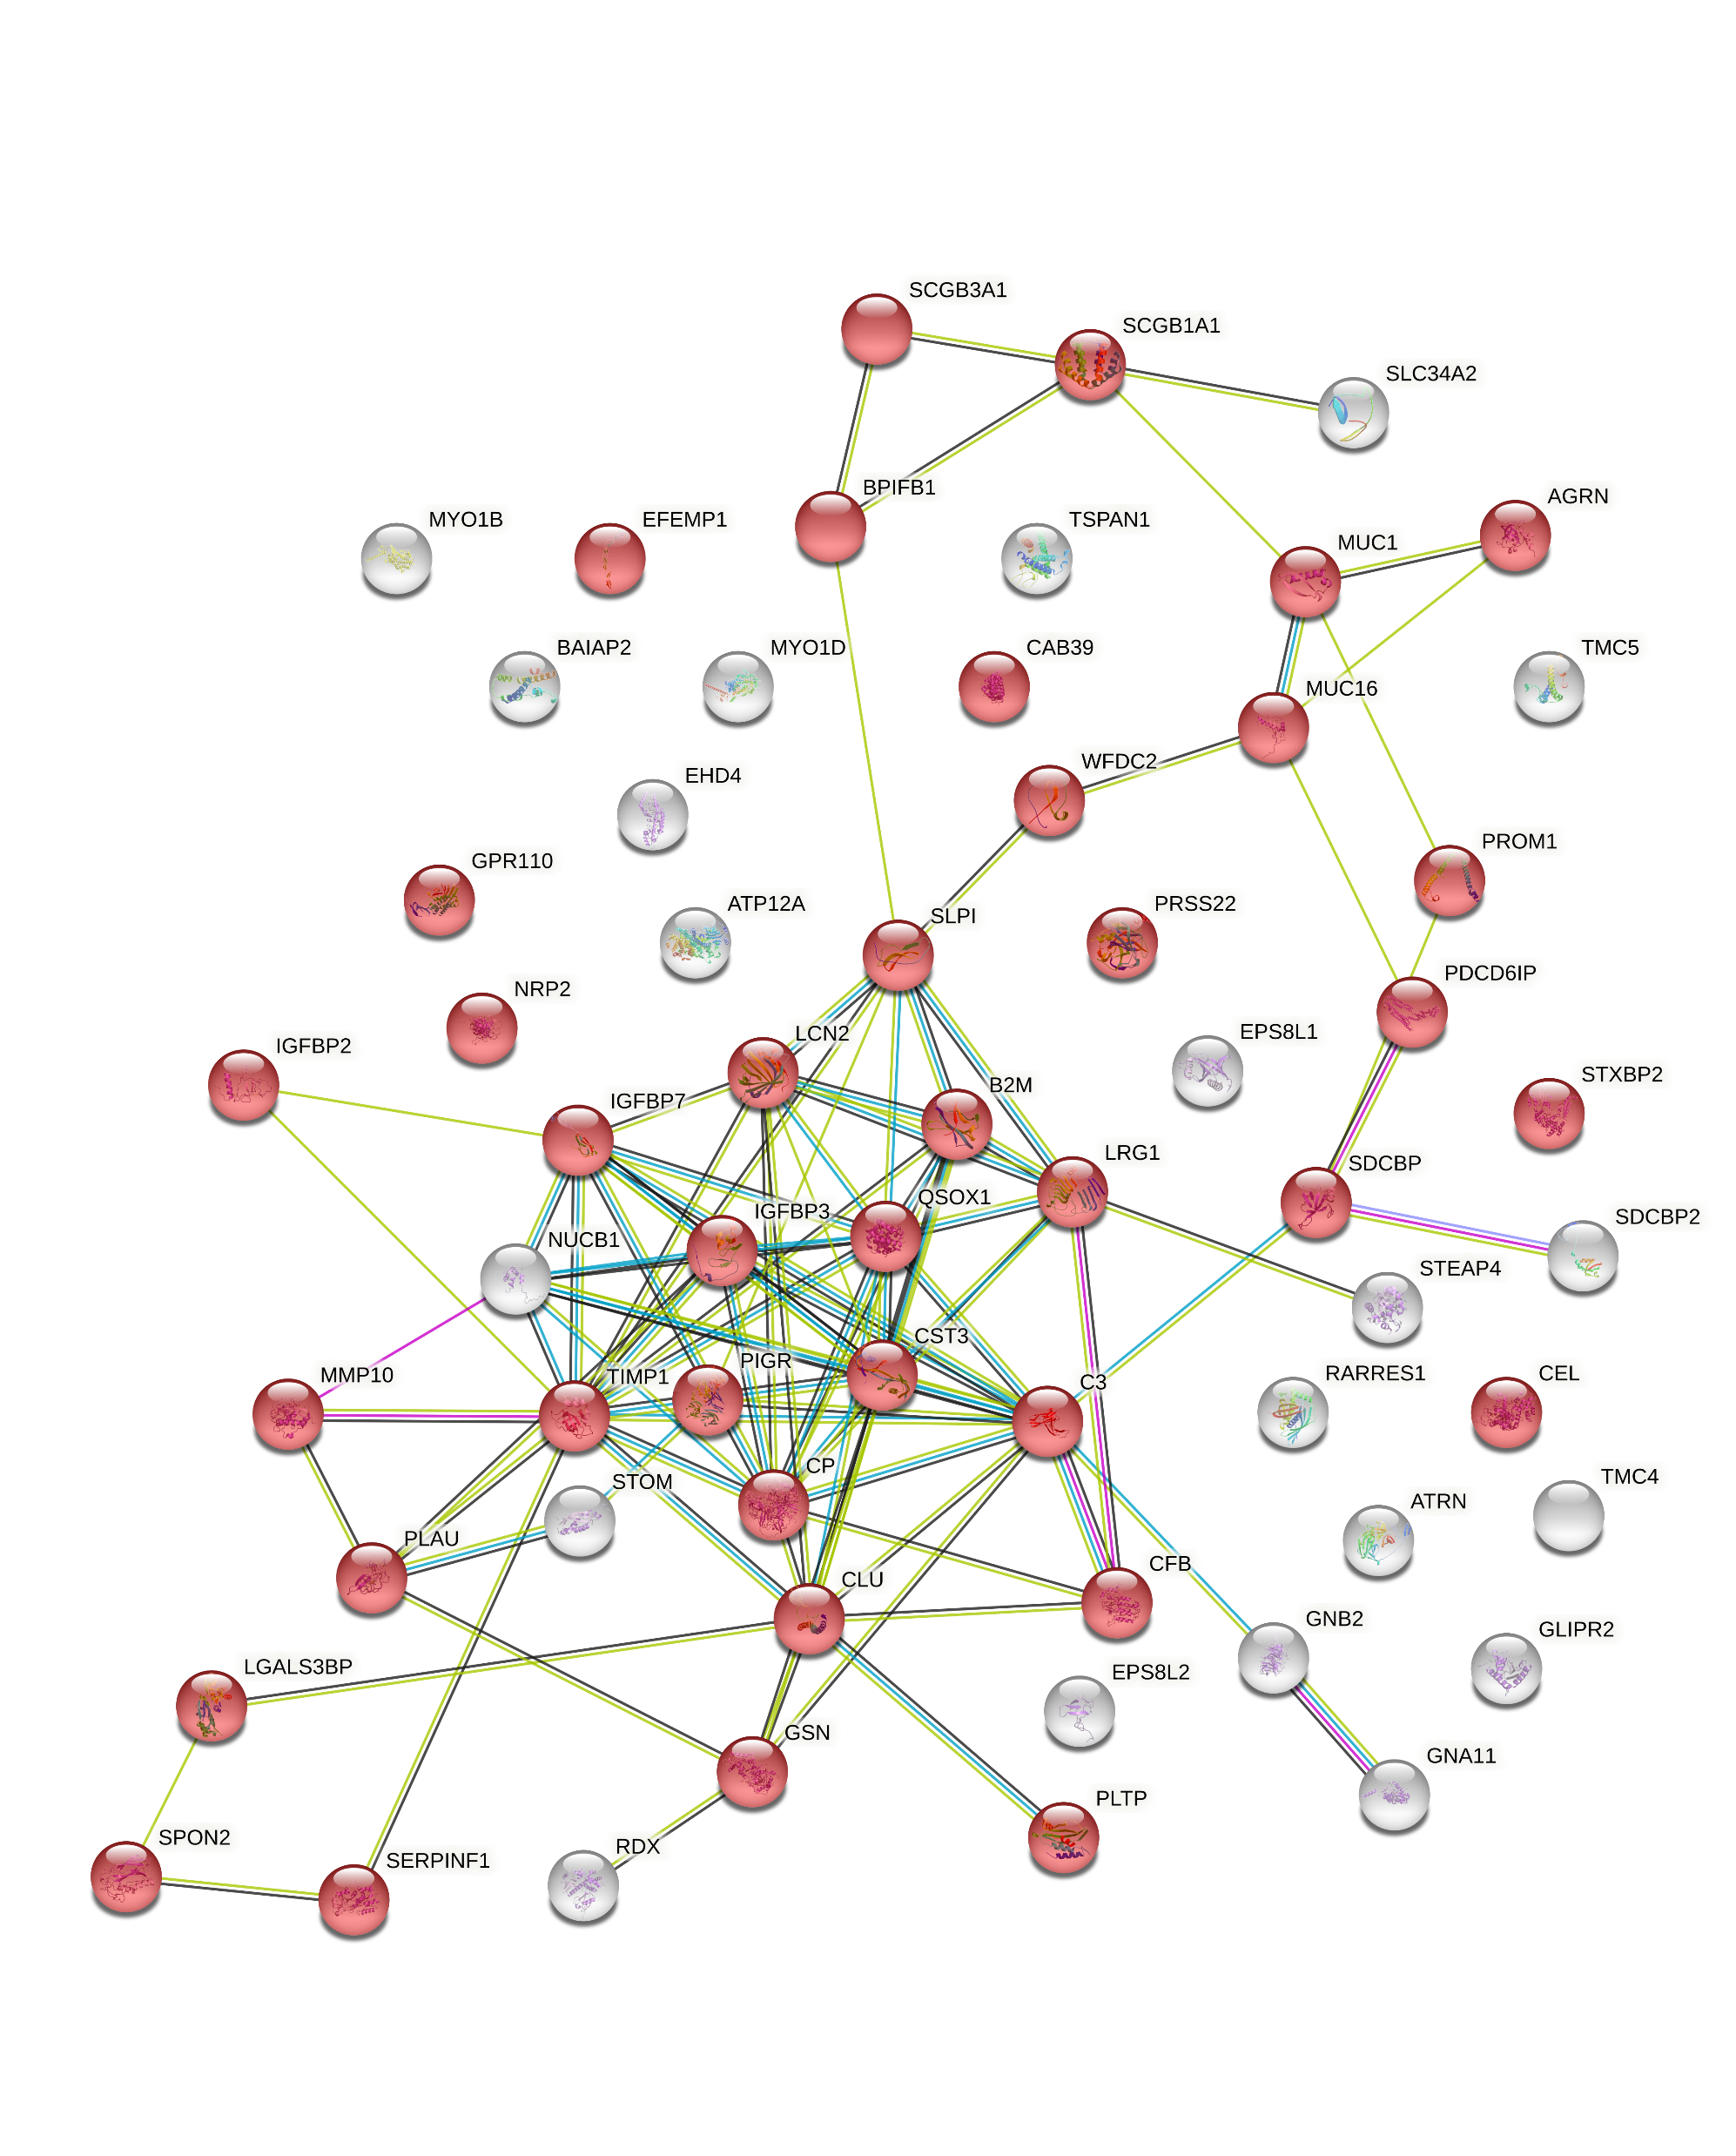 SCGB3A1
SCGB1A1
SLC34A2
BPIFB1
AGRN
MYO1B
EFEMP1
TSPAN1
MUC1
BAIAP2
MYO1D
CAB39
TMC5
MUC16
WFDC2
EHD4
PROM1
GPR110
ATP12A
PRSS22
SLPI
PDCD6IP
NRP2
LCN2
EPS8L1
IGFBP2
STXBP2
B2M
IGFBP7
LRG1
SDCBP
QSOX1
IGFBP3
SDCBP2
NUCB1
STEAP4
CST3
PIGR
MMP10
TIMP1
C3
RARRES1
CEL
CP
STOM
TMC4
ATRN
PLAU
CFB
CLU
GNB2
GLIPR2
LGALS3BP
EPS8L2
GSN
GNA11
PLTP
SPON2
RDX
SERPINF1